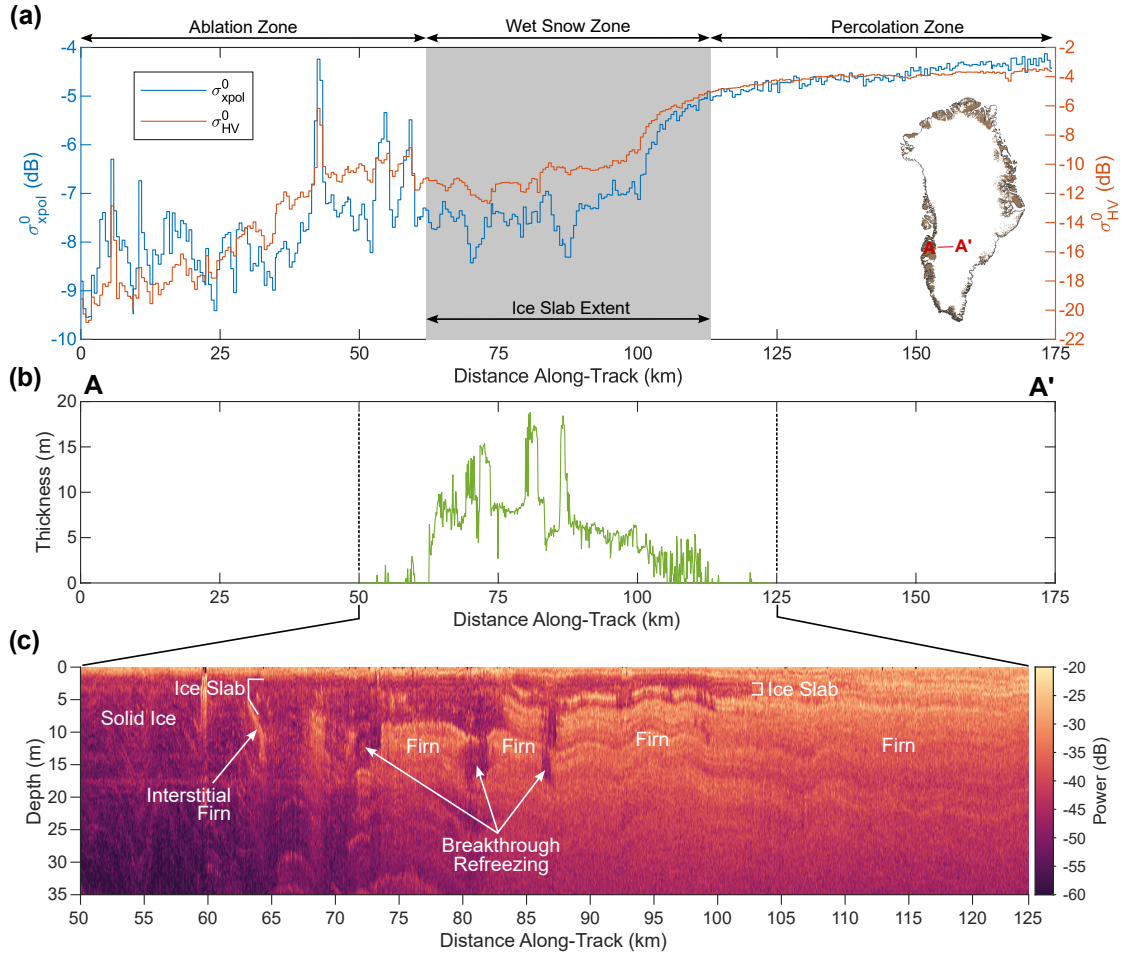 (a)
Ablation Zone
Wet Snow Zone
Percolation Zone
-4
-5
-6
-7
-8
-9
-10
σ⁰xpol (dB)
σ⁰xpol
σ⁰HV
-2
-4
-6
-8
-10
-12
-14
-16
-18
-20
-22
σ⁰HV (dB)
A A'
Ice Slab Extent
0 25 50 75 100 125 150 175
Distance Along-Track (km)
(b)
A
A'
20
15
10
5
0
Thickness (m)
0 25 50 75 100 125 150 175
Distance Along-Track (km)
(c)
0
5
10
15
20
25
30
35
Depth (m)
Ice Slab
Ice Slab
Solid Ice
Firn
Firn
Firn
Firn
Interstitial
Firn
Breakthrough
Refreezing
-20
-25
-30
-35
-40
-45
-50
-55
-60
Power (dB)
50 55 60 65 70 75 80 85 90 95 100 105 110 115 120 125
Distance Along-Track (km)